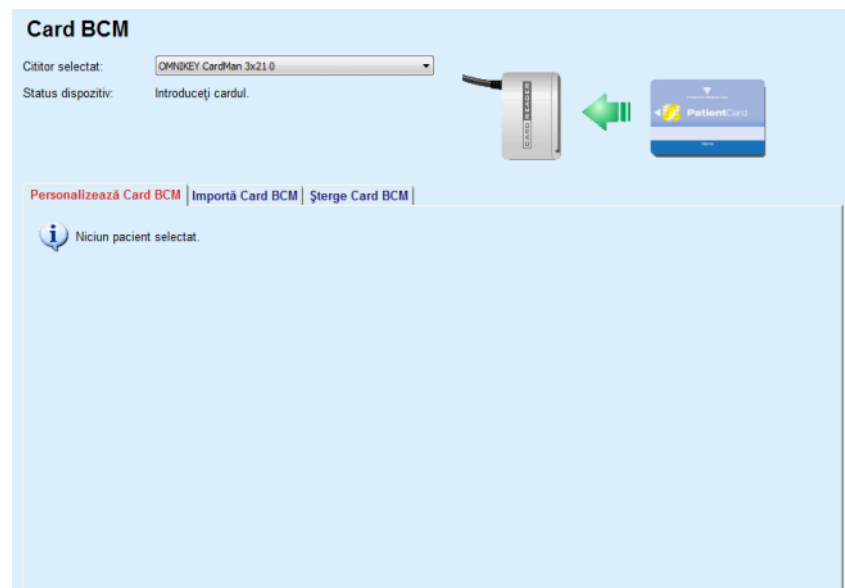 Card BCM
Cititor selectat: OMNIKEY CardMan 3x21 0
Status dispozitiv: Introduceţi cardul.
CARD READER
PatientCard
Personalizează Card BCM Importă Card BCM Şterge Card BCM
Niciun pacient selectat.